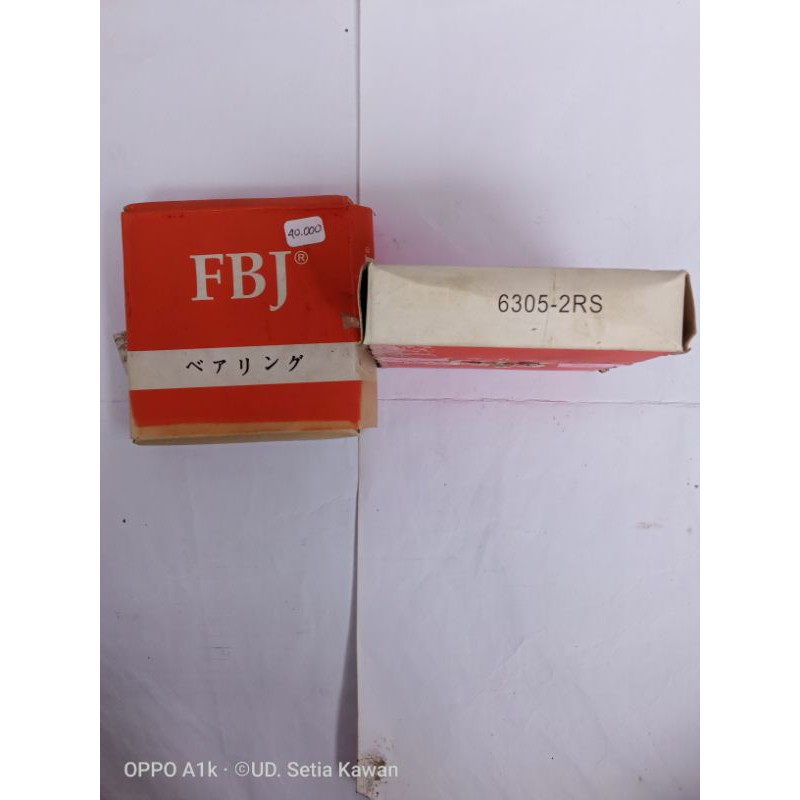 40.000
FBJ®
ベアリング
6305-2RS
OPPO A1k · ©UD. Setia Kawan